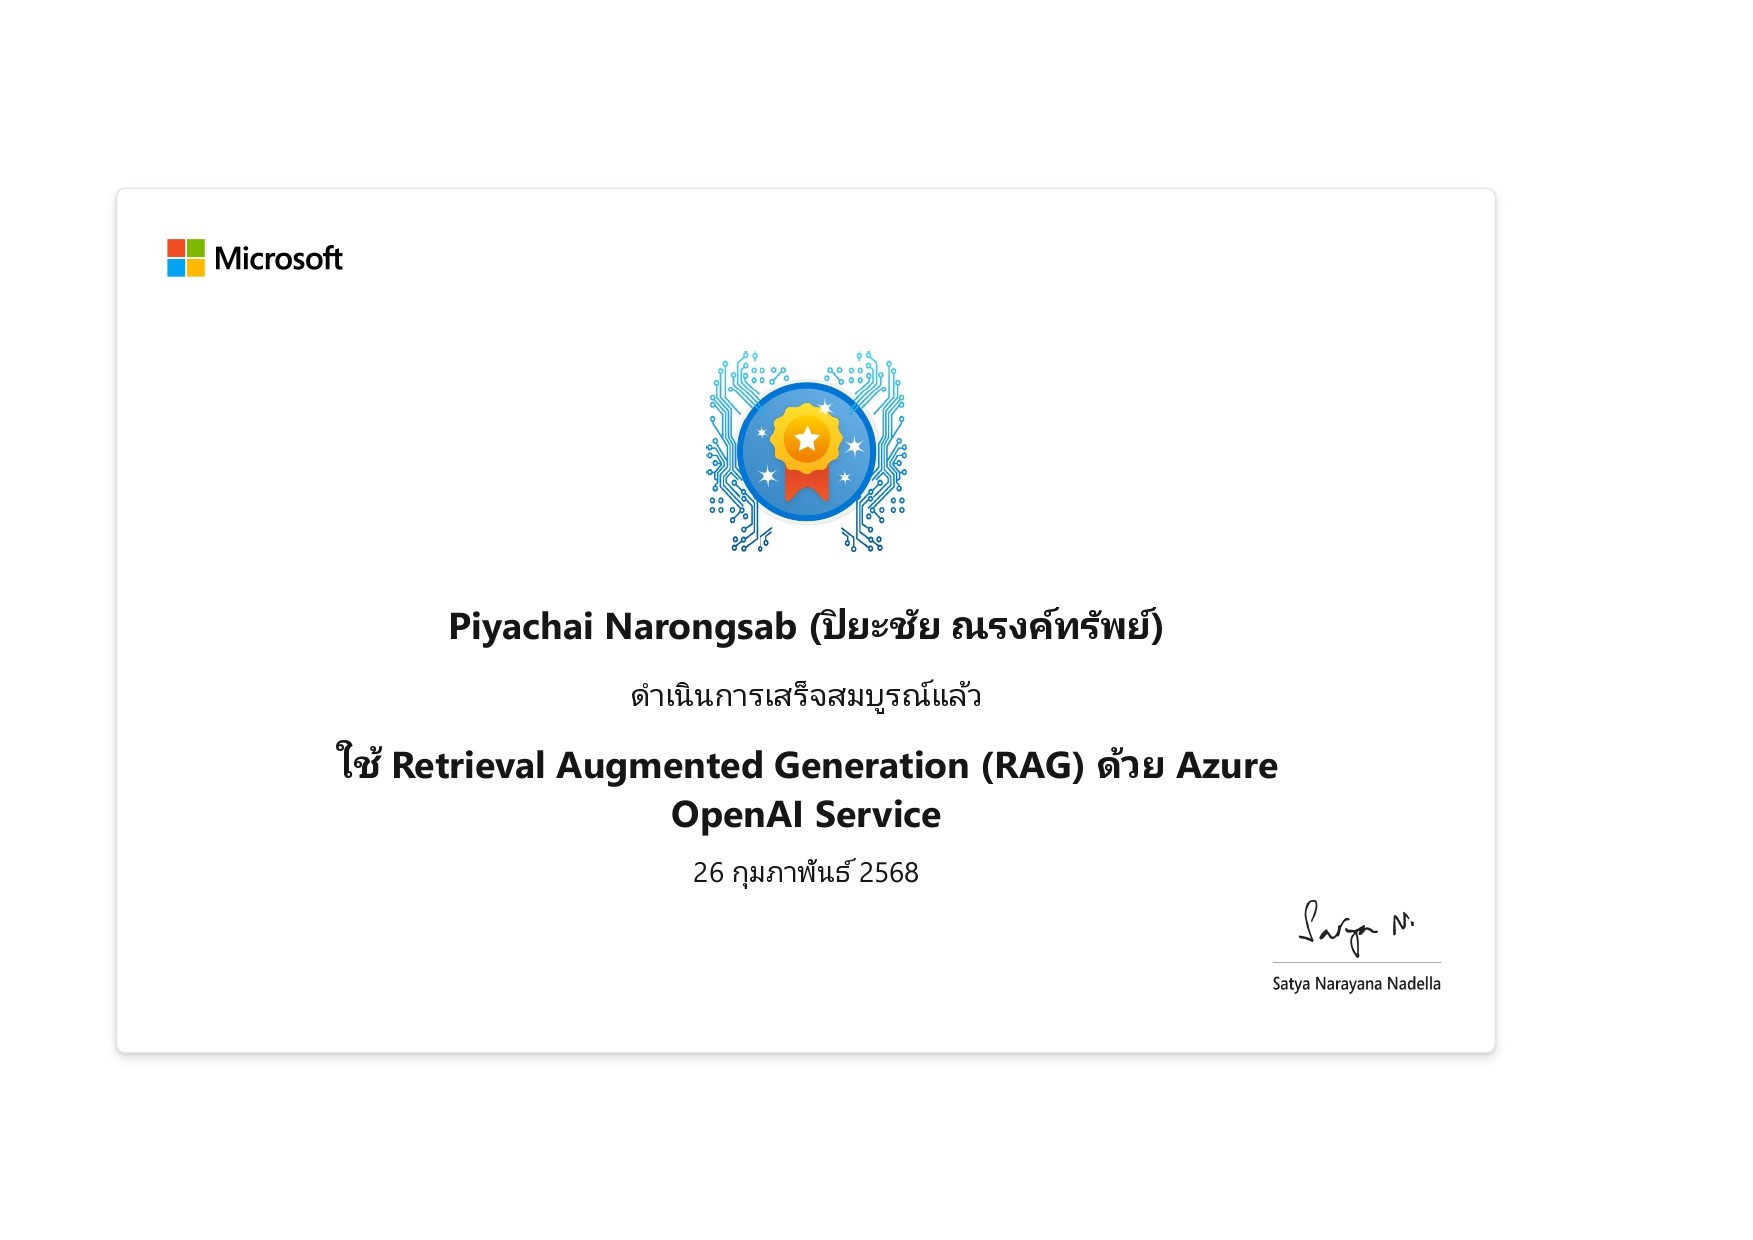 Microsoft
Piyachai Narongsab (ปิยะชัย ณรงค์ทรัพย์)
ดำเนินการเสร็จสมบูรณ์แล้ว
ใช้ Retrieval Augmented Generation (RAG) ด้วย Azure
OpenAI Service
26 กุมภาพันธ์ 2568
Satya N.
Satya Narayana Nadella